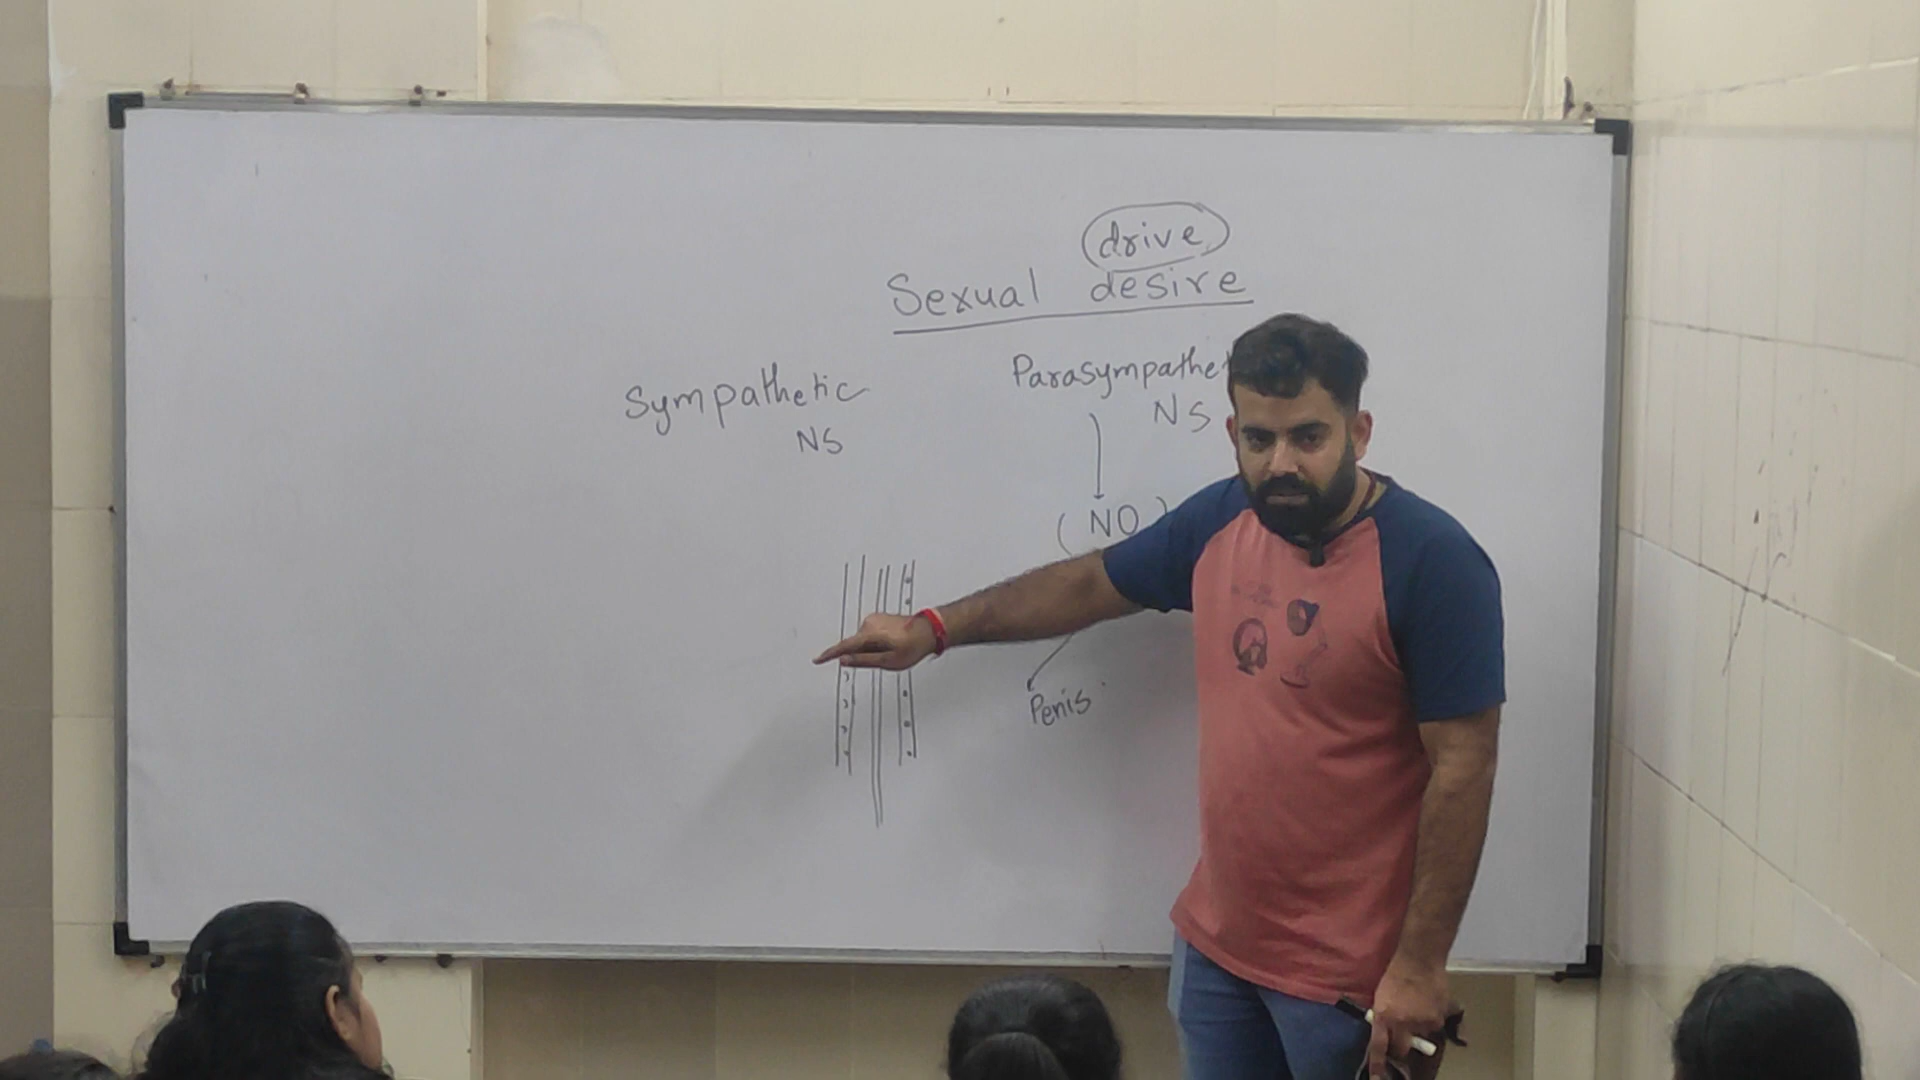 drive
Sexual desire
Sympathetic
NS
Parasympathet
NS
(NO)
Penis